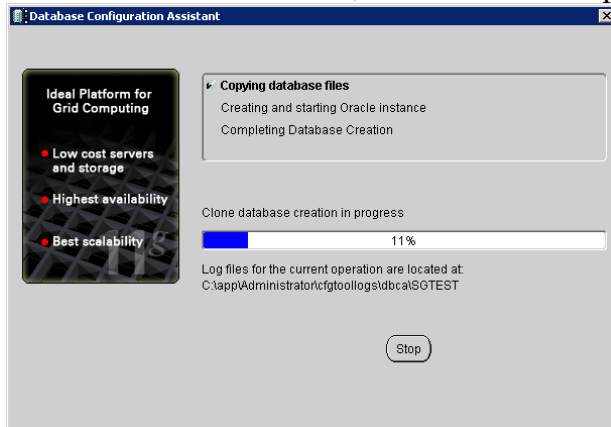 Database Configuration Assistant
Ideal Platform for
Grid Computing
Low cost servers
and storage
Highest availability
Best scalability
11g
Copying database files
Creating and starting Oracle instance
Completing Database Creation
Clone database creation in progress
11%
Log files for the current operation are located at:
C:\app\Administrator\cfgtoollogs\dbca\SGTEST
Stop